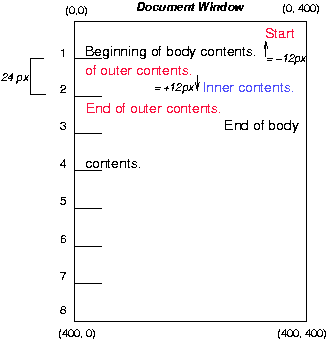 Document Window
(0,0) (0, 400)
Start
1 Beginning of body contents. = −12px
of outer contents.
24 px = +12px Inner contents.
2
End of outer contents.
3 End of body
4 contents.
5
6
7
8
(400, 0) (400, 400)